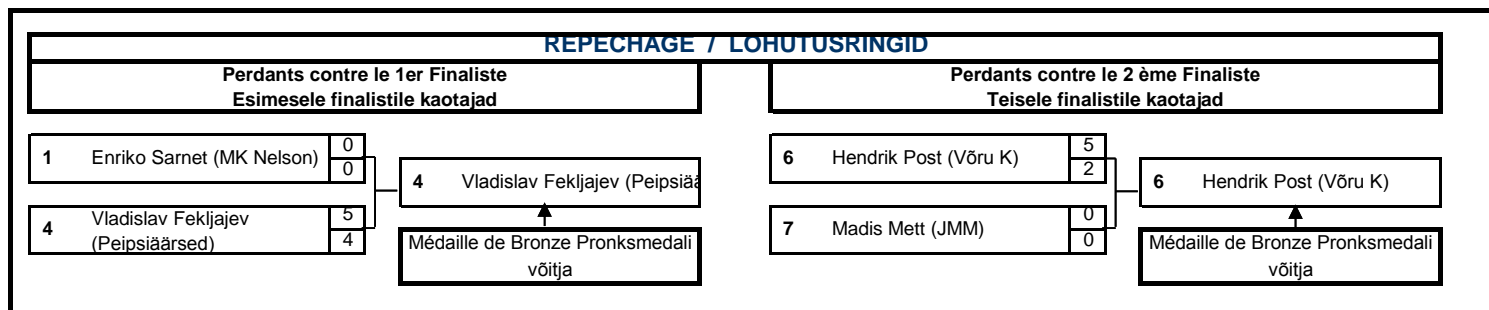 REPECHAGE / LOHUTUSRINGID
Perdants contre le 1er Finaliste
Esimesele finalistile kaotajad
Perdants contre le 2 ème Finaliste
Teisele finalistile kaotajad
1 Enriko Sarnet (MK Nelson) 0
0
4 Vladislav Fekljajev (Peipsiää
4 Vladislav Fekljajev
(Peipsiäärsed) 5
4
Médaille de Bronze Pronksmedali
võitja
6 Hendrik Post (Võru K) 5
2
6 Hendrik Post (Võru K)
7 Madis Mett (JMM) 0
0
Médaille de Bronze Pronksmedali
võitja